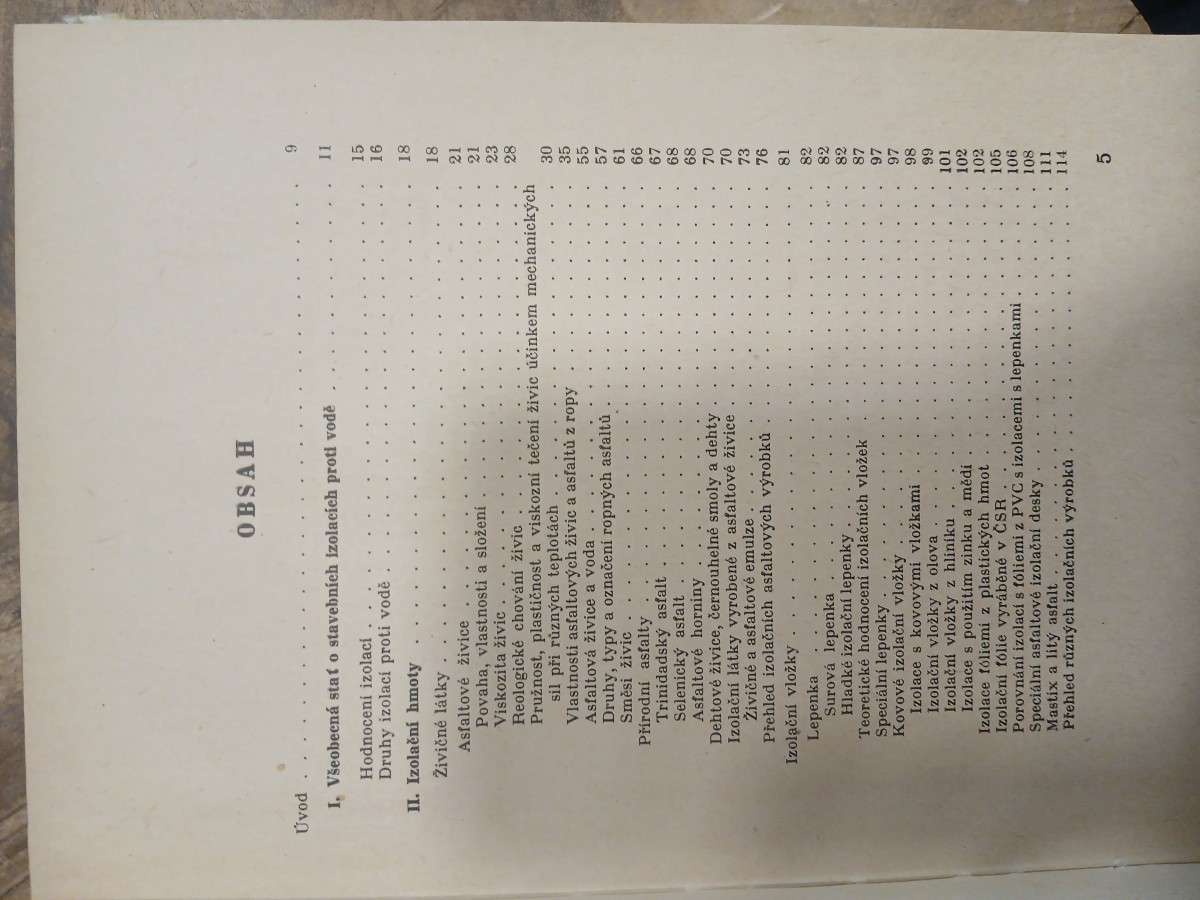 OBSAH
Úvod . . . . . . . . . . . . . . . . . . . . 9
I. Všeobecná stať o stavebních izolacích proti vodě . . . . . . 11
Hodnocení izolací . . . . . . . . . . . . . . . . 15
Druhy izolací proti vodě . . . . . . . . . . . . . . 16
II. Izolační hmoty . . . . . . . . . . . . . . . . 18
Živičné látky . . . . . . . . . . . . . . . . . 18
Asfaltové živice . . . . . . . . . . . . . . . . 21
Povaha, vlastnosti a složení . . . . . . . . . . . . 21
Viskozita živic . . . . . . . . . . . . . . . . 23
Reologické chování živic . . . . . . . . . . . . . 28
Pružnost, plastičnost a viskozní tečení živic účinkem mechanických
sil při různých teplotách . . . . . . . . . . . . . 30
Vlastnosti asfaltových živic a asfaltů z ropy . . . . . . . 35
Asfaltová živice a voda . . . . . . . . . . . . . 55
Druhy, typy a označení ropných asfaltů . . . . . . . . 57
Směsi živic . . . . . . . . . . . . . . . . . 61
Přírodní asfalty . . . . . . . . . . . . . . . . 66
Trinidadský asfalt . . . . . . . . . . . . . . . 67
Selenický asfalt . . . . . . . . . . . . . . . . 68
Asfaltové horniny . . . . . . . . . . . . . . . 68
Dehtové živice, černouhelné smoly a dehty . . . . . . . . 70
Izolační látky vyrobené z asfaltové živice . . . . . . . . 70
Živičné a asfaltové emulze . . . . . . . . . . . . . 73
Přehled izolačních asfaltových výrobků . . . . . . . . . 76
Izolační vložky . . . . . . . . . . . . . . . . 81
Lepenka . . . . . . . . . . . . . . . . . . 82
Surová lepenka . . . . . . . . . . . . . . . . 82
Hladké izolační lepenky . . . . . . . . . . . . . 82
Teoretické hodnocení izolačních vložek . . . . . . . . . 87
Speciální lepenky . . . . . . . . . . . . . . . 97
Kovové izolační vložky . . . . . . . . . . . . . . 97
Izolace s kovovými vložkami . . . . . . . . . . . . 98
Izolační vložky z olova . . . . . . . . . . . . . 99
Izolační vložky z hliníku . . . . . . . . . . . . . 101
Izolace s použitím zinku a mědi . . . . . . . . . . . 102
Izolace fóliemi z plastických hmot . . . . . . . . . . 102
Izolační fólie vyráběné v ČSR . . . . . . . . . . . . 105
Porovnání izolací s fóliemi z PVC s izolacemi s lepenkami . . . . 106
Speciální asfaltové izolační desky . . . . . . . . . . 108
Mastix a litý asfalt . . . . . . . . . . . . . . 111
Přehled různých izolačních výrobků . . . . . . . . . . 114
5